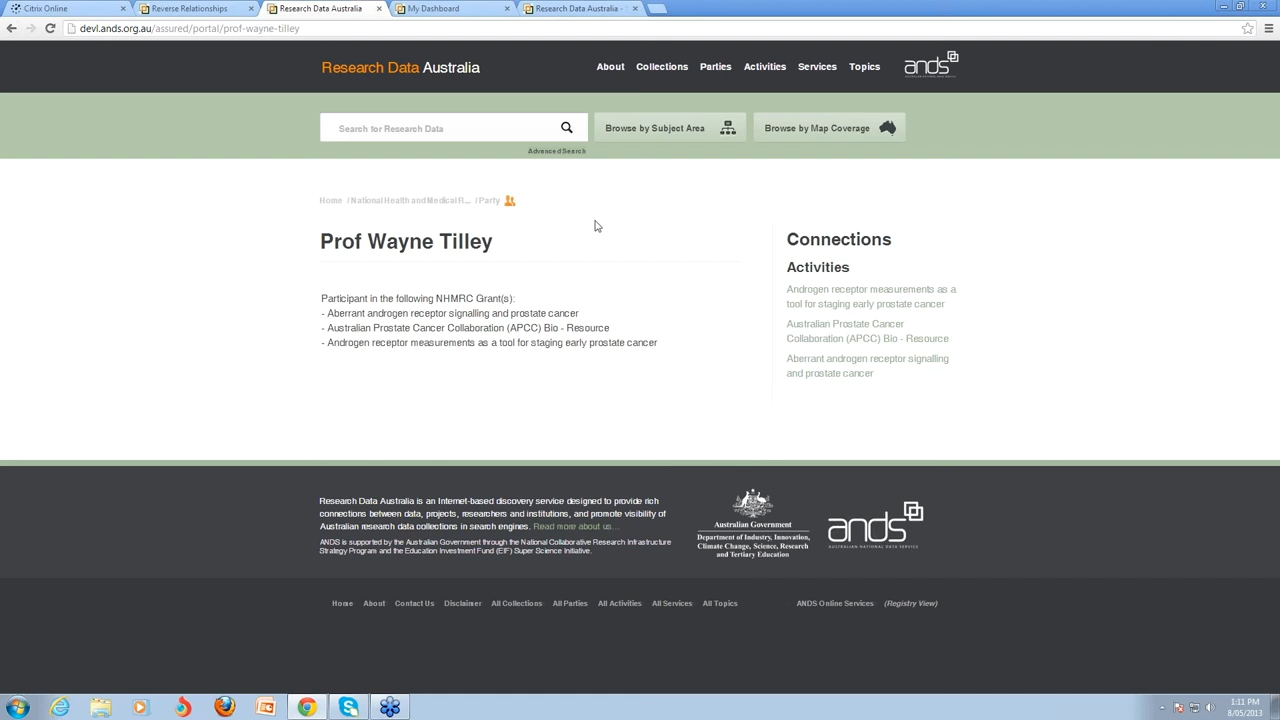 Citrix Online
Reverse Relationships
Research Data Australia
My Dashboard
Research Data Australia -
devl.ands.org.au/assured/portal/prof-wayne-tilley
Research Data Australia
About Collections Parties Activities Services Topics
ands
Search for Research Data
Browse by Subject Area
Browse by Map Coverage
Advanced Search
Home / National Health and Medical R... / Party
Prof Wayne Tilley
Participant in the following NHMRC Grant(s):
- Aberrant androgen receptor signalling and prostate cancer
- Australian Prostate Cancer Collaboration (APCC) Bio - Resource
- Androgen receptor measurements as a tool for staging early prostate cancer
Connections
Activities
Androgen receptor measurements as a
tool for staging early prostate cancer
Australian Prostate Cancer
Collaboration (APCC) Bio - Resource
Aberrant androgen receptor signalling
and prostate cancer
Research Data Australia is an Internet-based discovery service designed to provide rich
connections between data, projects, researchers and institutions, and promote visibility of
Australian research data collections in search engines. Read more about us...
ANDS is supported by the Australian Government through the National Collaborative Research Infrastructure
Strategy Program and the Education Investment Fund (EIF) Super Science Initiative.
Australian Government
Department of Industry, Innovation,
Climate Change, Science, Research
and Tertiary Education
ands
AUSTRALIAN NATIONAL DATA SERVICE
Home About Contact Us Disclaimer All Collections All Parties All Activities All Services All Topics
ANDS Online Services (Registry View)
1:11 PM
8/05/2013